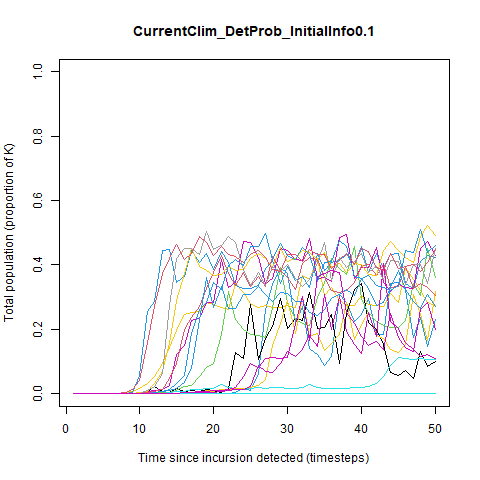 CurrentClim_DetProb_InitialInfo0.1
Total population (proportion of K)
1.0
0.8
0.6
0.4
0.2
0.0
0 10 20 30 40 50
Time since incursion detected (timesteps)